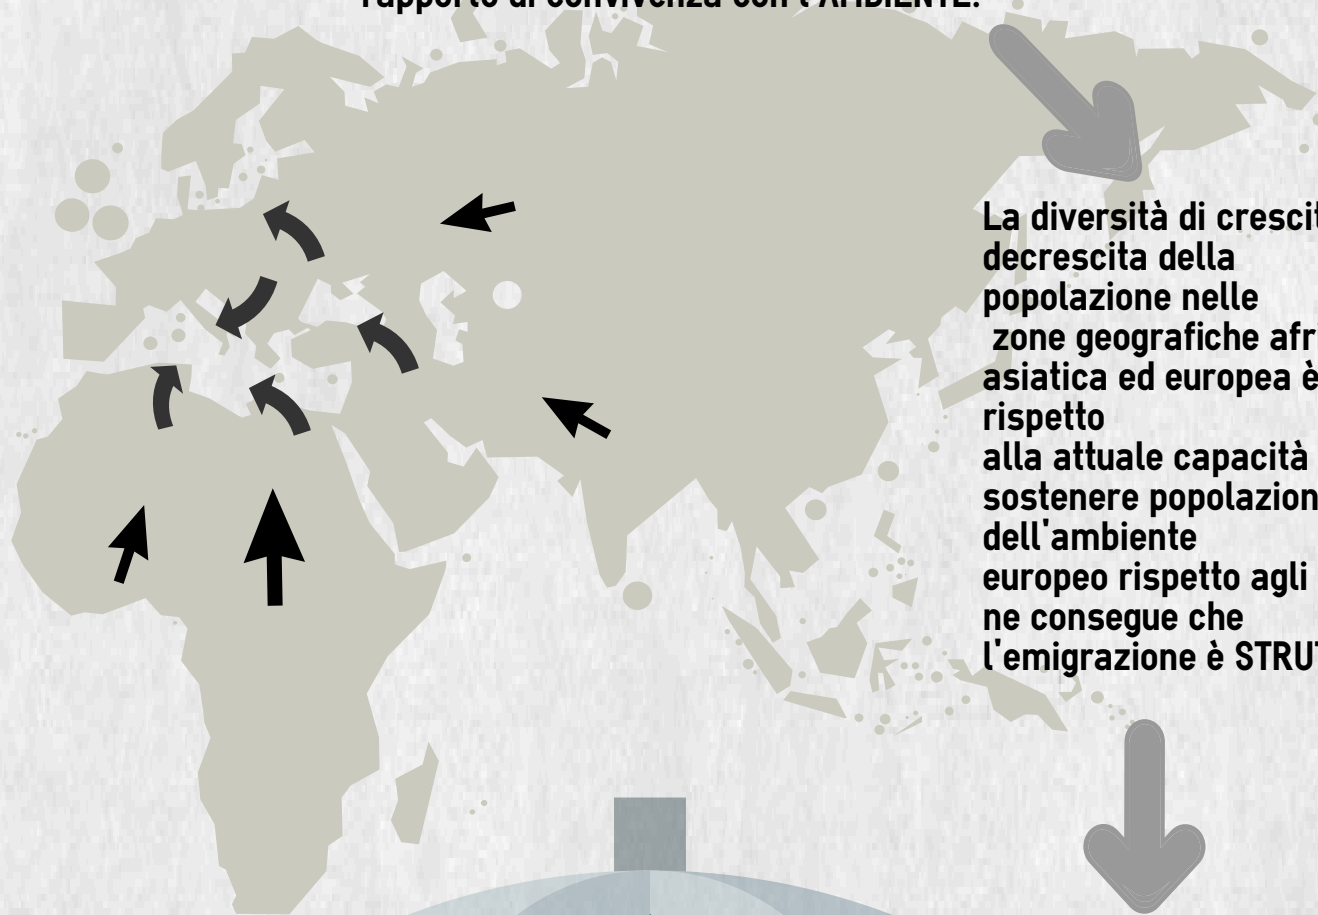 rapporto di convivenza con l'AMBIENTE.
La diversità di crescit
decrescita della
popolazione nelle
zone geografiche afri
asiatica ed europea è
rispetto
alla attuale capacità
sostenere popolazion
dell'ambiente
europeo rispetto agli
ne consegue che
l'emigrazione è STRUT